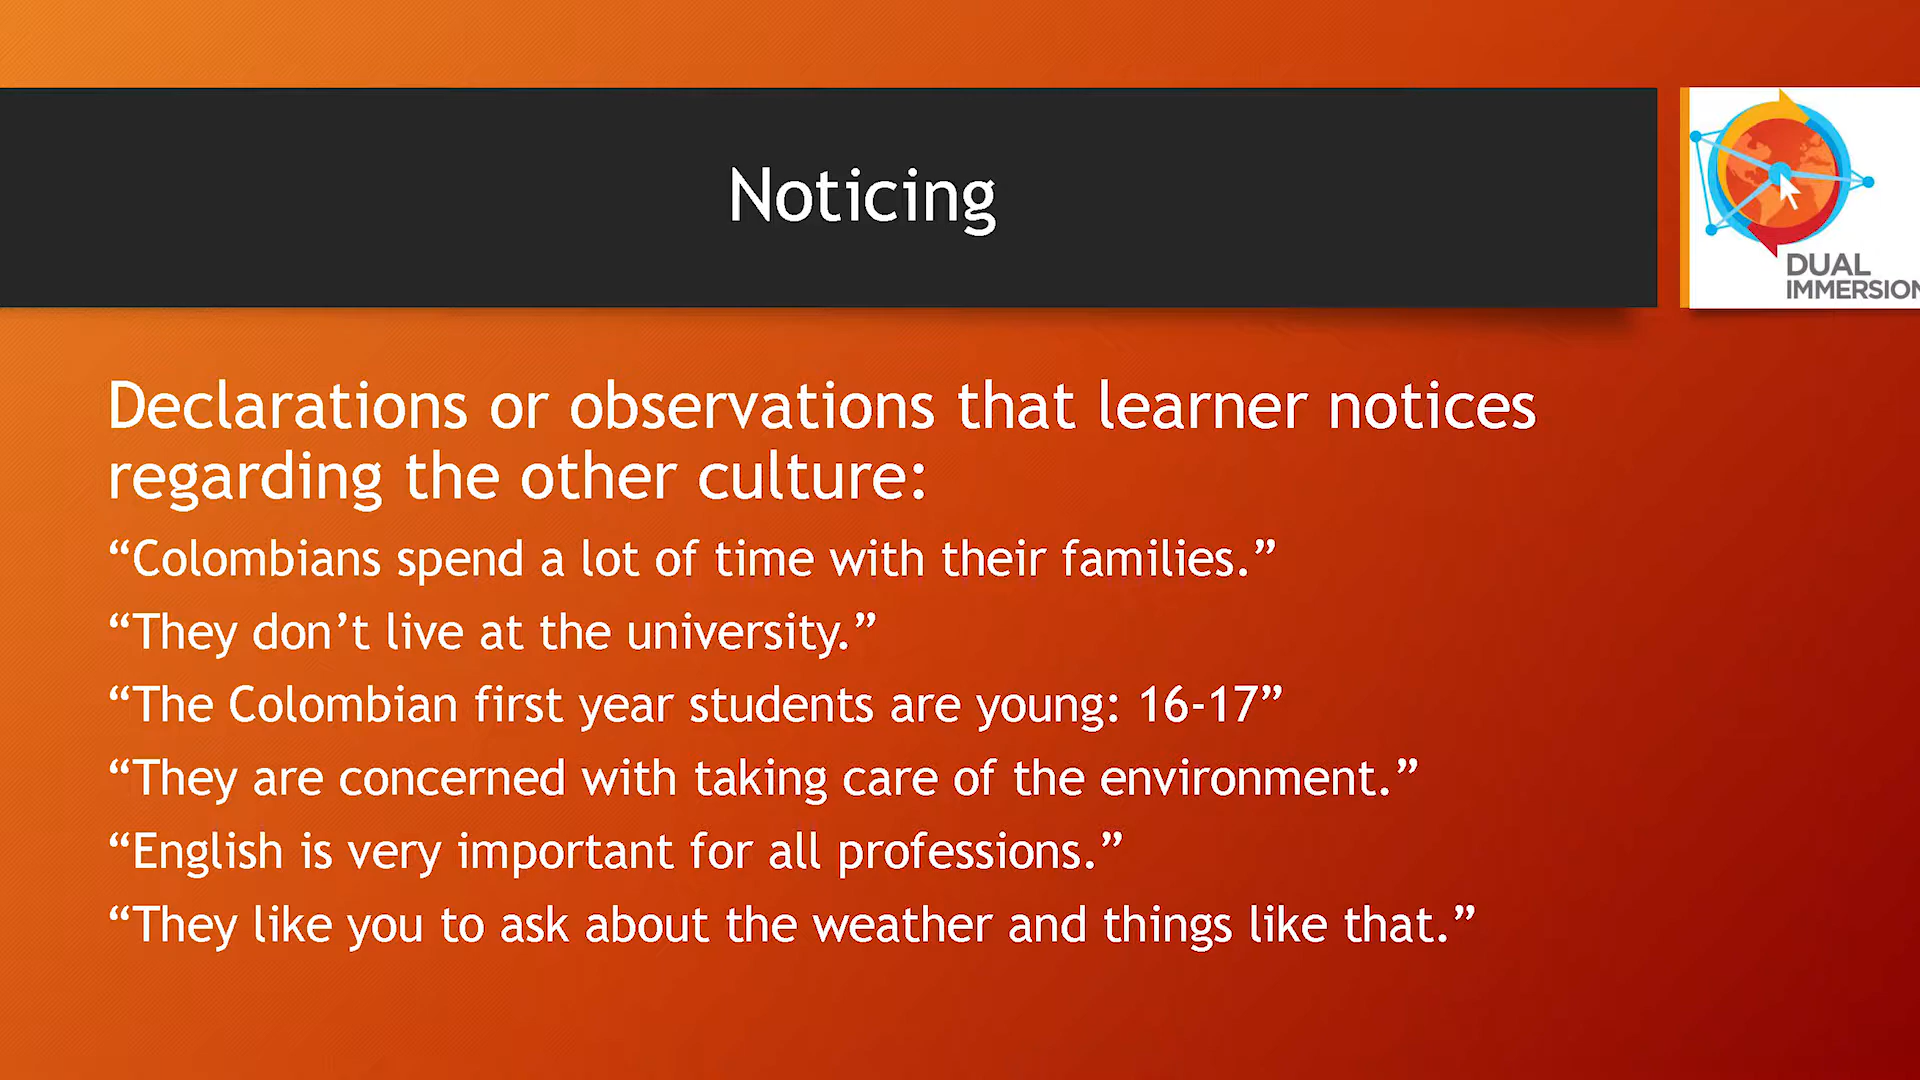 Noticing
DUAL
IMMERSION
Declarations or observations that learner notices
regarding the other culture:
“Colombians spend a lot of time with their families.”
“They don’t live at the university.”
“The Colombian first year students are young: 16-17”
“They are concerned with taking care of the environment.”
“English is very important for all professions.”
“They like you to ask about the weather and things like that.”